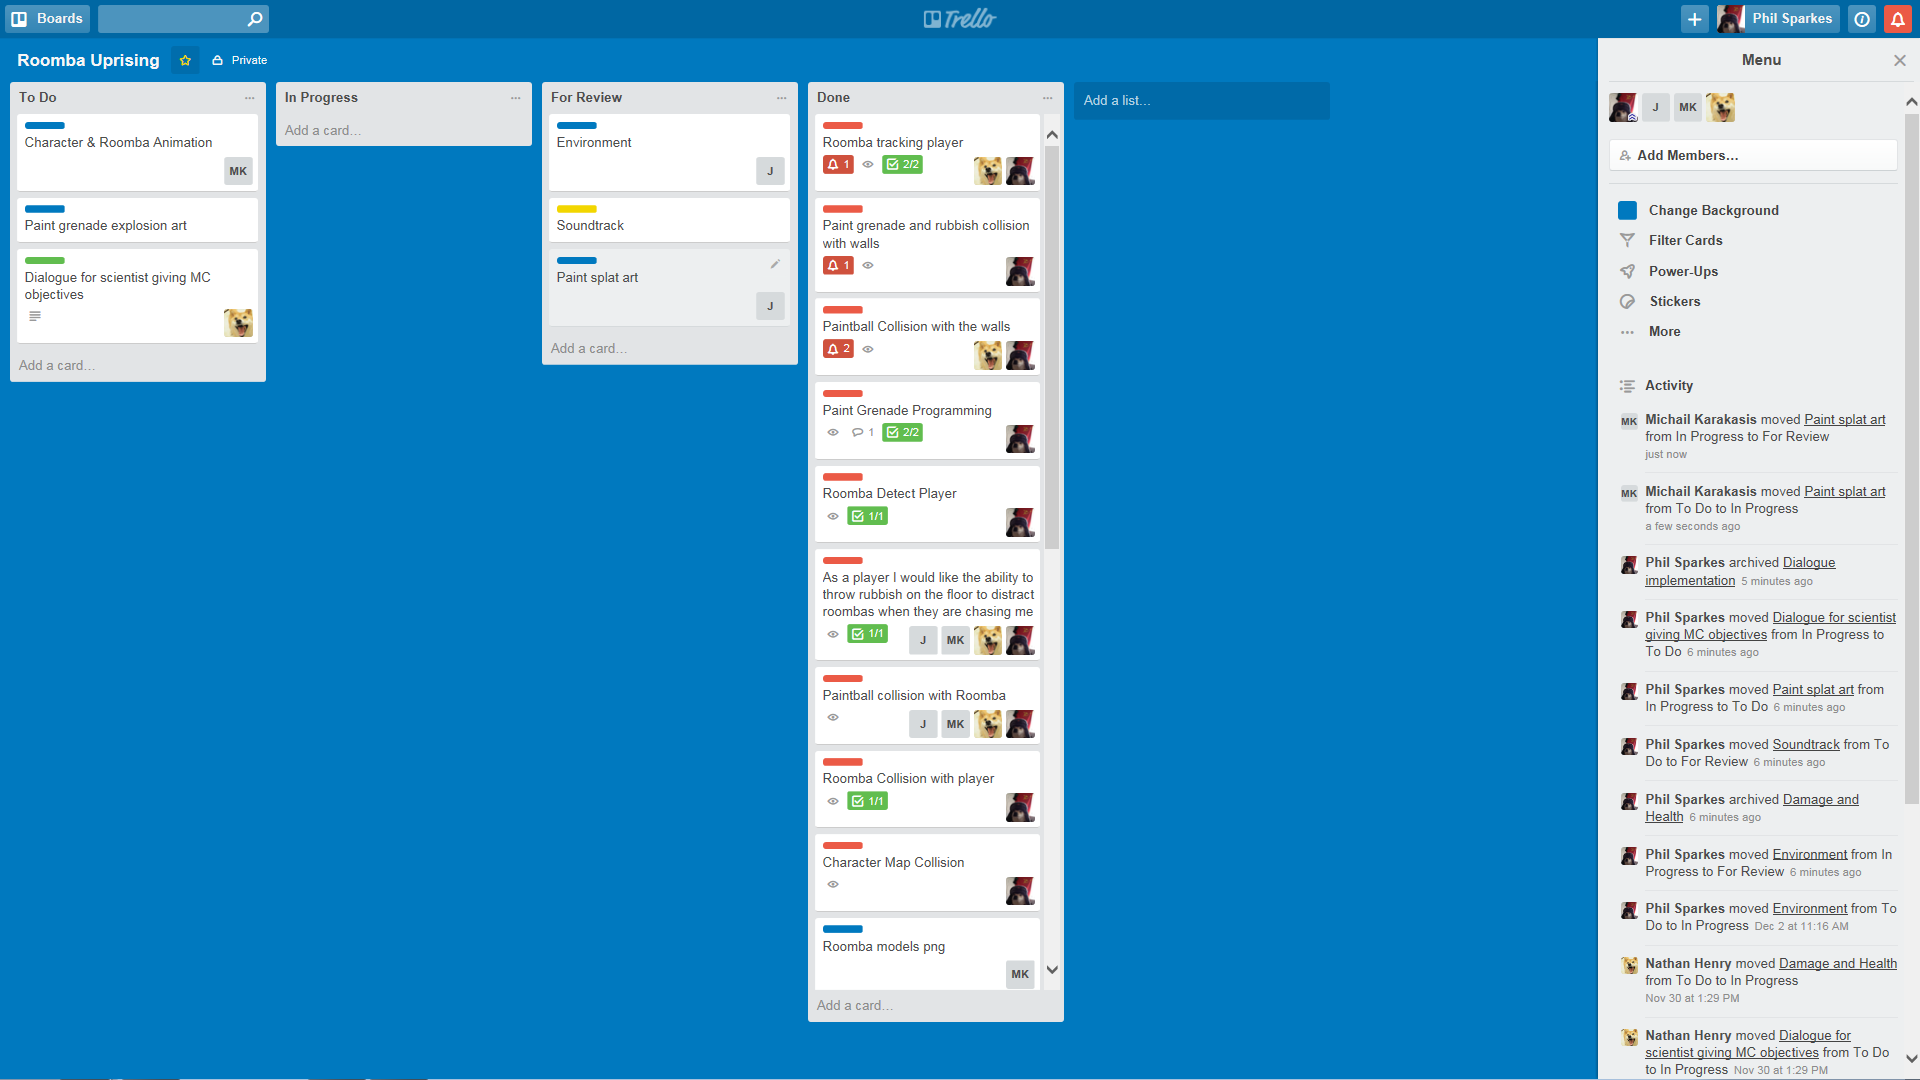 Boards
Trello
Phil Sparkes
Roomba Uprising
Private
To Do
Character & Roomba Animation
MK
Paint grenade explosion art
Dialogue for scientist giving MC
objectives
Add a card...
In Progress
Add a card...
For Review
Environment
J
Soundtrack
Paint splat art
J
Add a card...
Done
Roomba tracking player
1
2/2
Paint grenade and rubbish collision
with walls
1
Paintball Collision with the walls
2
Paint Grenade Programming
1
2/2
Roomba Detect Player
1/1
As a player I would like the ability to
throw rubbish on the floor to distract
roombas when they are chasing me
1/1
J MK
Paintball collision with Roomba
J MK
Roomba Collision with player
1/1
Character Map Collision
Roomba models png
MK
Add a card...
Add a list...
Menu
J MK
Add Members...
Change Background
Filter Cards
Power-Ups
Stickers
More
Activity
MK Michail Karakasis moved Paint splat art
from In Progress to For Review
just now
MK Michail Karakasis moved Paint splat art
from To Do to In Progress
a few seconds ago
Phil Sparkes archived Dialogue
implementation 5 minutes ago
Phil Sparkes moved Dialogue for scientist
giving MC objectives from In Progress to
To Do 6 minutes ago
Phil Sparkes moved Paint splat art from
In Progress to To Do 6 minutes ago
Phil Sparkes moved Soundtrack from To
Do to For Review 6 minutes ago
Phil Sparkes archived Damage and
Health 6 minutes ago
Phil Sparkes moved Environment from In
Progress to For Review 6 minutes ago
Phil Sparkes moved Environment from To
Do to In Progress Dec 2 at 11:16 AM
Nathan Henry moved Damage and Health
from To Do to In Progress
Nov 30 at 1:29 PM
Nathan Henry moved Dialogue for
scientist giving MC objectives from To Do
to In Progress Nov 30 at 1:29 PM